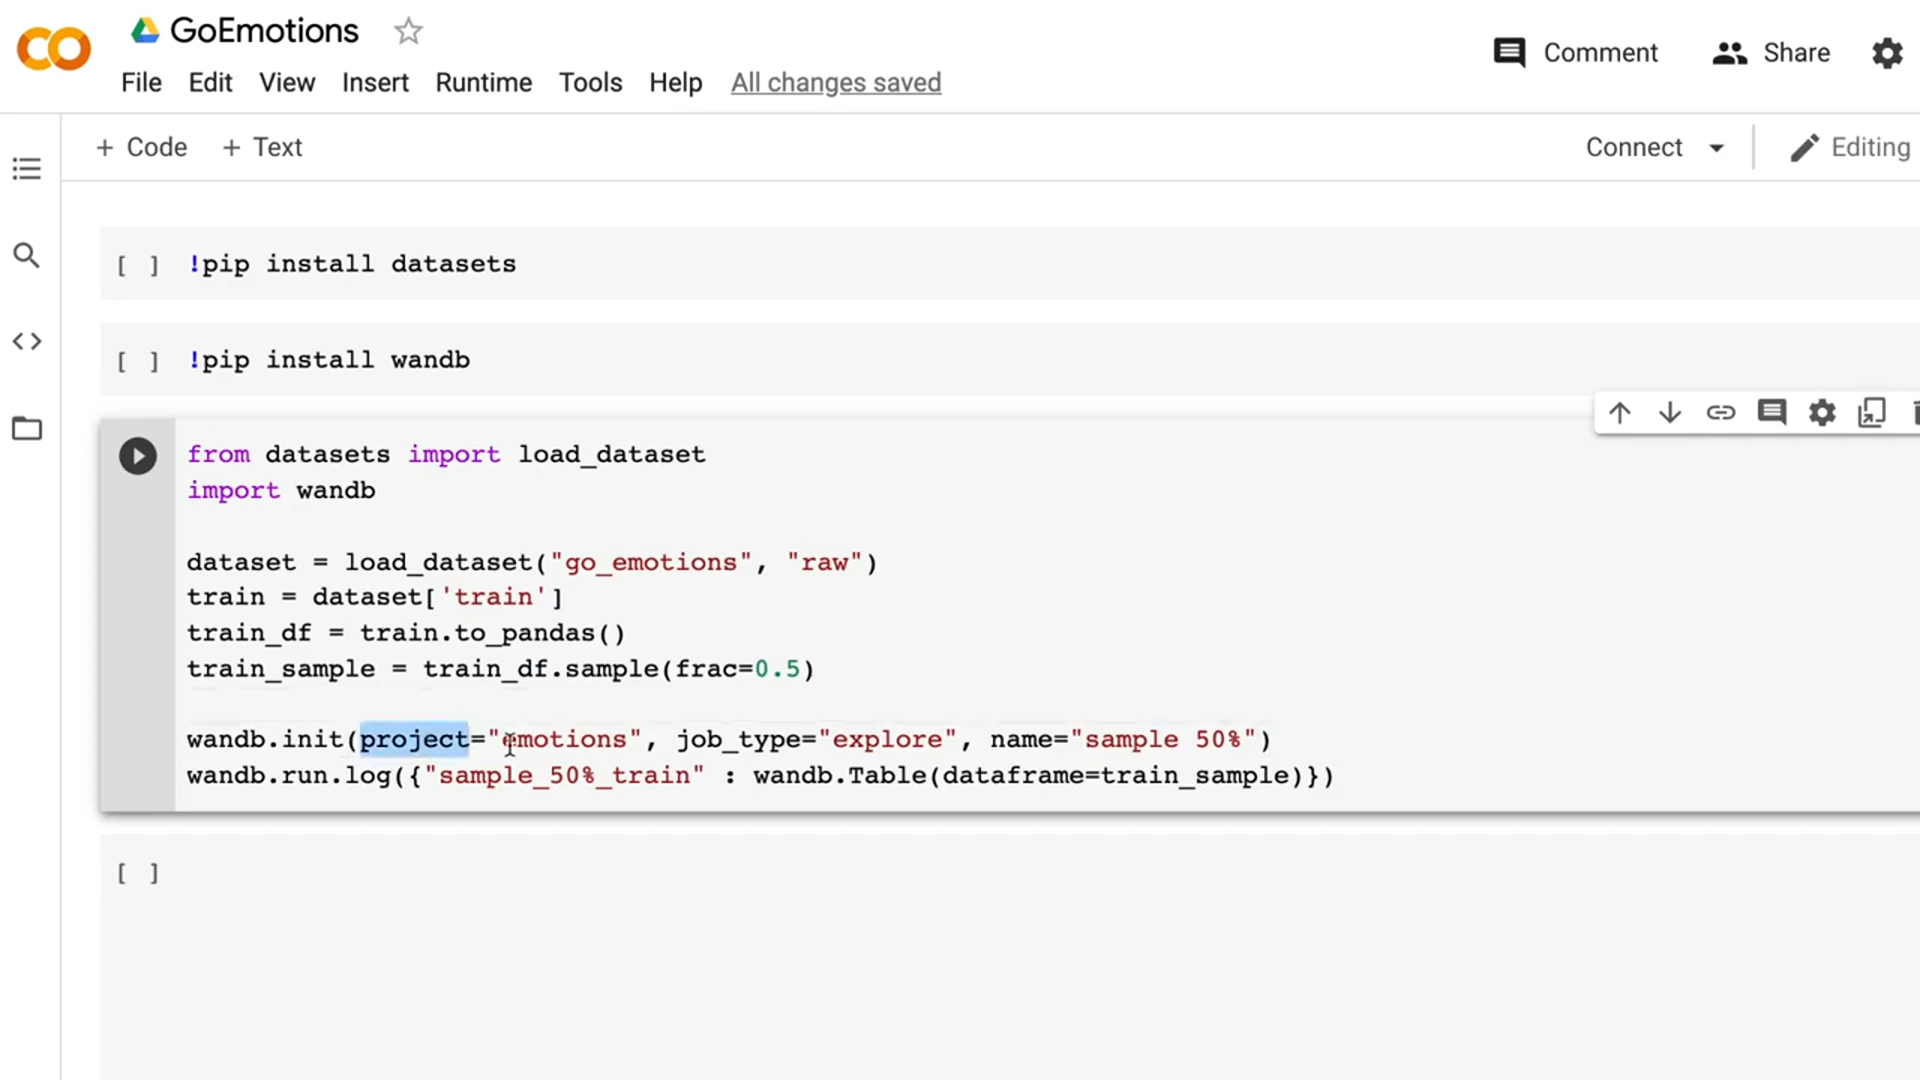 GoEmotions
File Edit View Insert Runtime Tools Help All changes saved
Comment Share
+ Code + Text
Connect Editing
[ ] !pip install datasets
[ ] !pip install wandb
from datasets import load_dataset
import wandb
dataset = load_dataset("go_emotions", "raw")
train = dataset['train']
train_df = train.to_pandas()
train_sample = train_df.sample(frac=0.5)
wandb.init(project="emotions", job_type="explore", name="sample 50%")
wandb.run.log({"sample_50%_train" : wandb.Table(dataframe=train_sample)})
[ ]